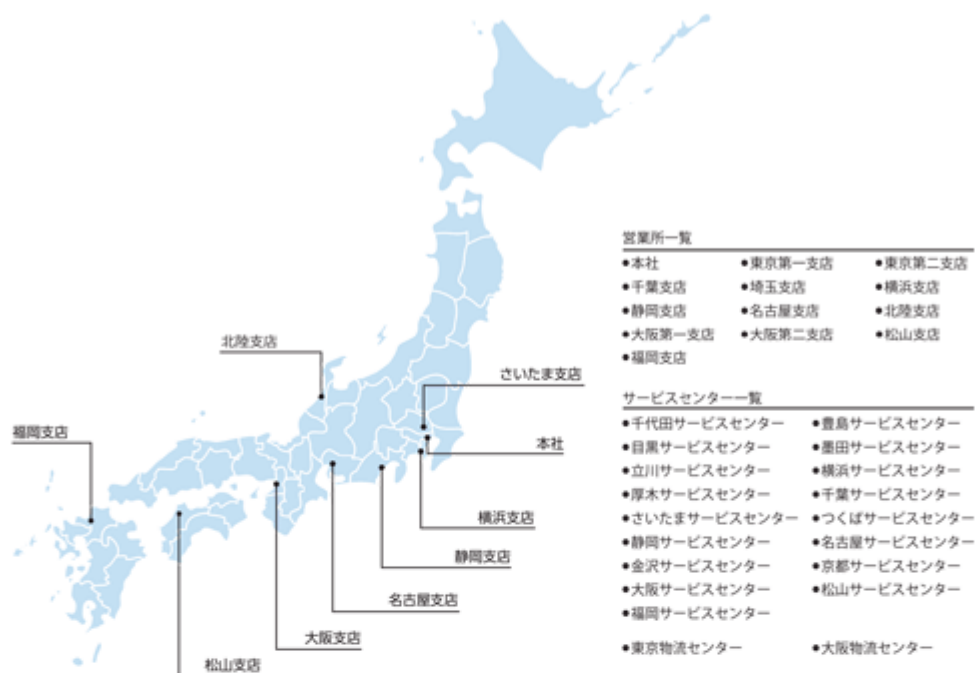 北陸支店
さいたま支店
福岡支店
本社
横浜支店
静岡支店
名古屋支店
大阪支店
松山支店
営業所一覧
●本社 ●東京第一支店 ●東京第二支店
●千葉支店 ●埼玉支店 ●横浜支店
●静岡支店 ●名古屋支店 ●北陸支店
●大阪第一支店 ●大阪第二支店 ●松山支店
●福岡支店
サービスセンター一覧
●千代田サービスセンター ●豊島サービスセンター
●目黒サービスセンター ●墨田サービスセンター
●立川サービスセンター ●横浜サービスセンター
●厚木サービスセンター ●千葉サービスセンター
●さいたまサービスセンター ●つくばサービスセンター
●静岡サービスセンター ●名古屋サービスセンター
●金沢サービスセンター ●京都サービスセンター
●大阪サービスセンター ●松山サービスセンター
●福岡サービスセンター
●東京物流センター ●大阪物流センター